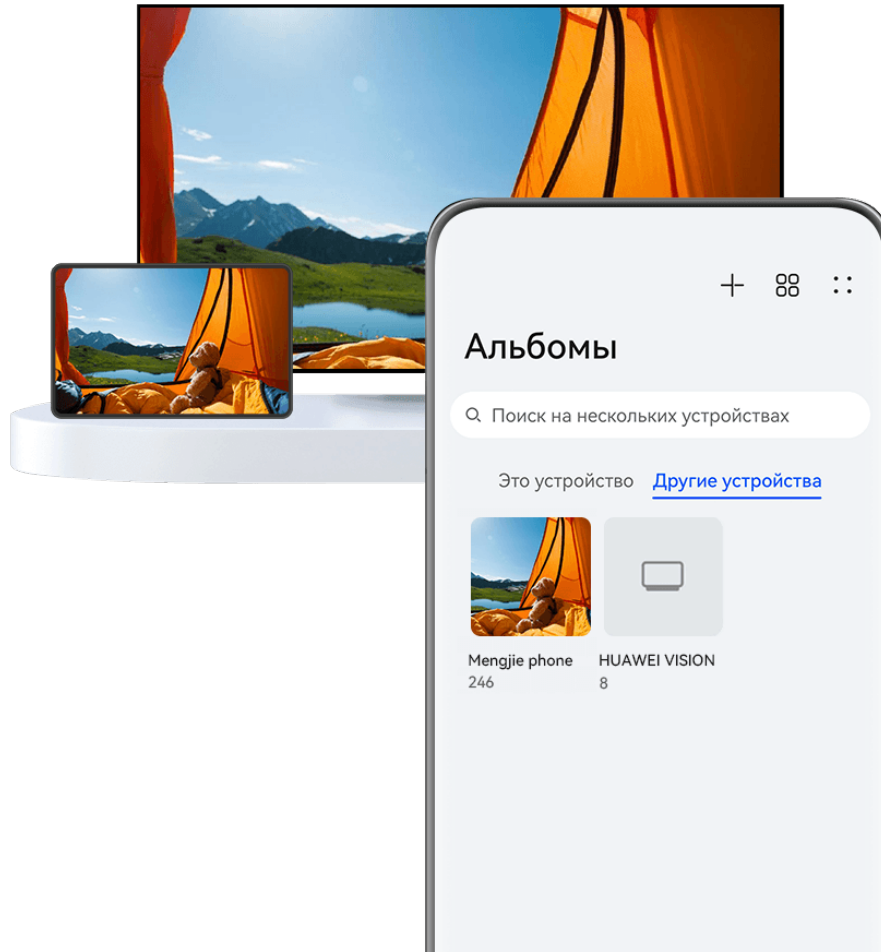 Альбомы
Поиск на нескольких устройствах
Это устройство Другие устройства
Mengjie phone HUAWEI VISION
246 8